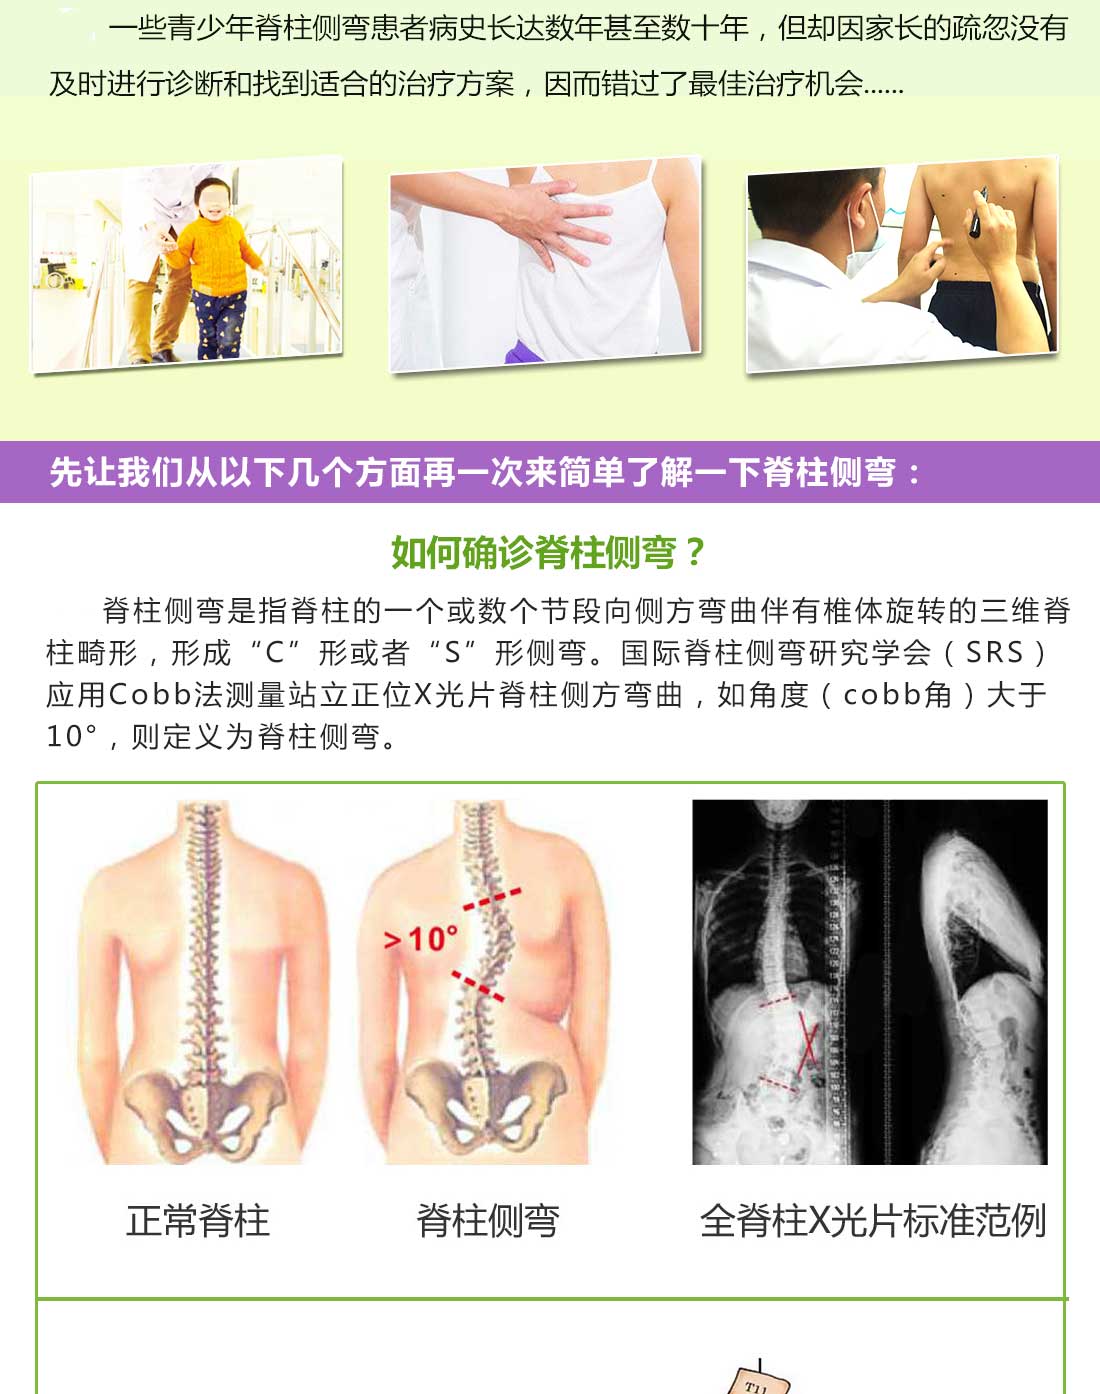 一些青少年脊柱侧弯患者病史长达数年甚至数十年，但却因家长的疏忽没有
及时进行诊断和找到适合的治疗方案，因而错过了最佳治疗机会......
先让我们从以下几个方面再一次来简单了解一下脊柱侧弯：
如何确诊脊柱侧弯？
脊柱侧弯是指脊柱的一个或数个节段向侧方弯曲伴有椎体旋转的三维脊
柱畸形，形成“C”形或者“S”形侧弯。国际脊柱侧弯研究学会（SRS）
应用Cobb法测量站立正位X光片脊柱侧方弯曲，如角度（cobb角）大于
10°，则定义为脊柱侧弯。
>10°
正常脊柱
脊柱侧弯
全脊柱X光片标准范例
T11